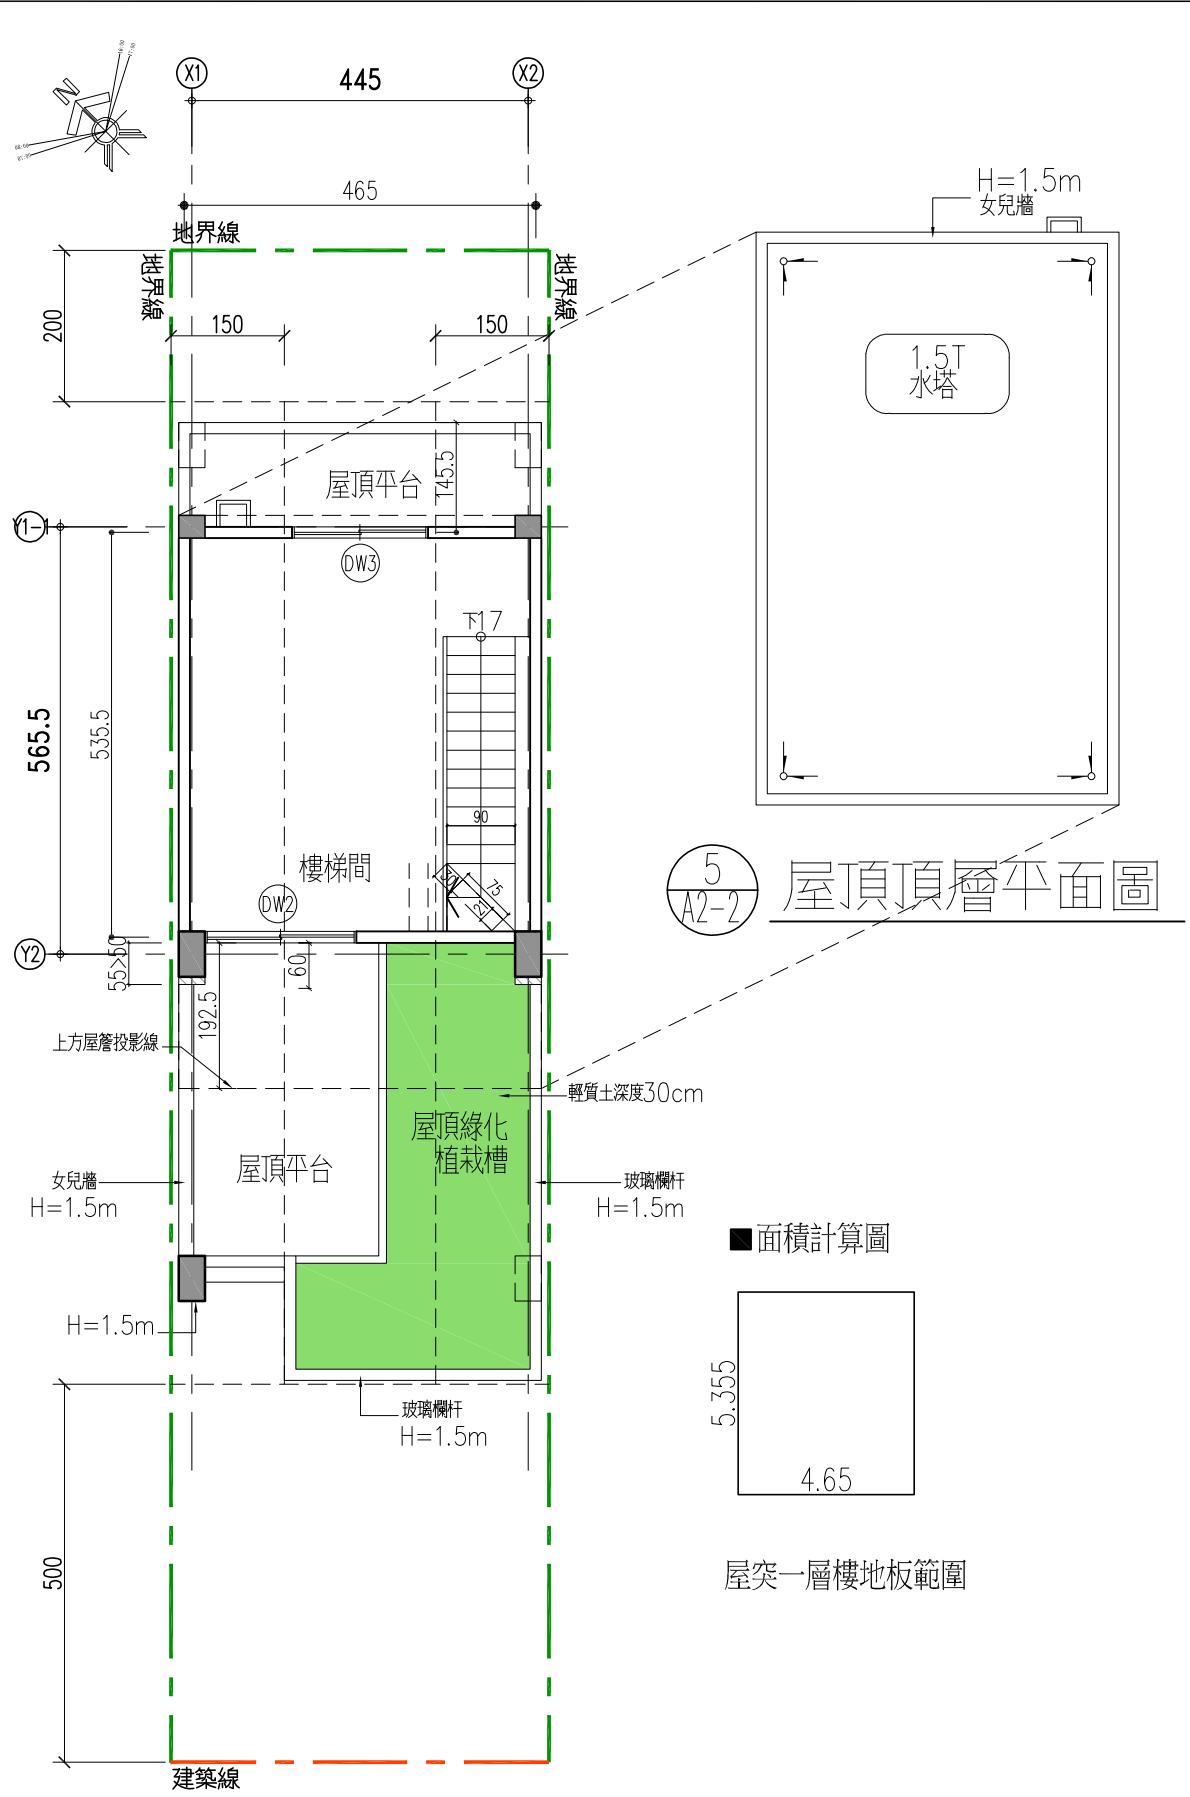 X1
X2
445
N
465
地界線
地界線
地界線
200
150
150
屋頂平台
145.5
Y1-1
DW3
下17
565.5
535.5
90
樓梯間
30
75
21
DW2
Y2
55>50
60
192.5
上方屋簷投影線
輕質土深度30cm
屋頂綠化
植栽槽
屋頂平台
女兒牆
H=1.5m
玻璃欄杆
H=1.5m
H=1.5m
玻璃欄杆
H=1.5m
500
建築線
H=1.5m
女兒牆
1.5T
水塔
5
A2-2
屋頂頂層平面圖
■面積計算圖
5.355
4.65
屋突一層樓地板範圍